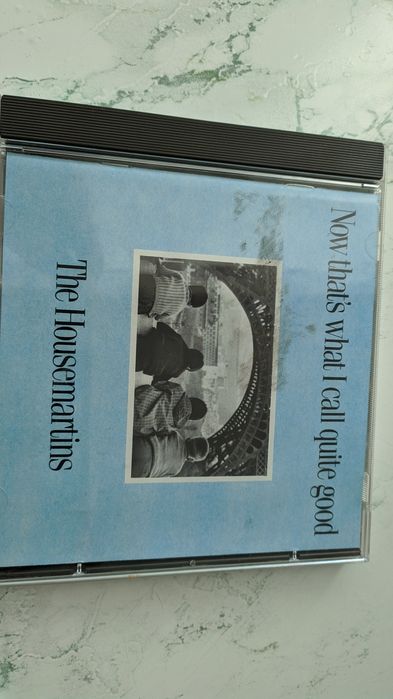 Now that's what I call quite good
The Housemartins